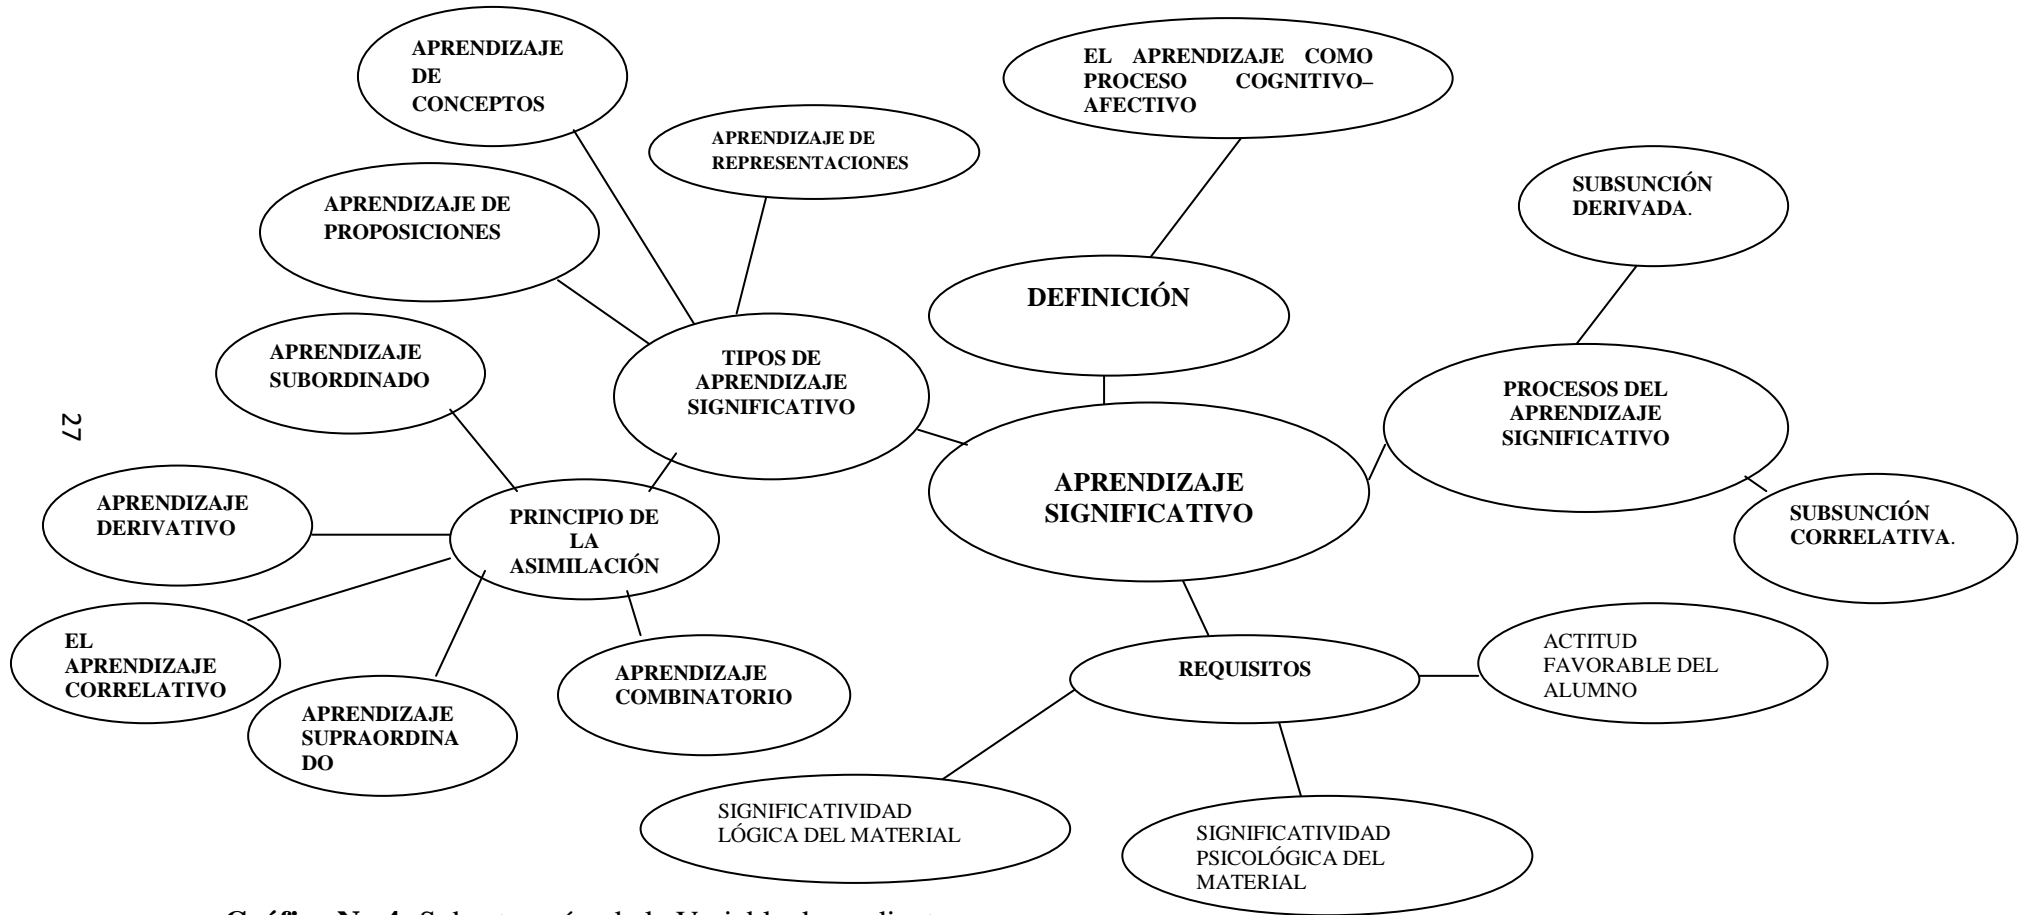 APRENDIZAJE
DE
CONCEPTOS
EL APRENDIZAJE COMO
PROCESO COGNITIVO–
AFECTIVO
APRENDIZAJE DE
REPRESENTACIONES
SUBSUNCIÓN
DERIVADA.
APRENDIZAJE DE
PROPOSICIONES
DEFINICIÓN
APRENDIZAJE
SUBORDINADO
TIPOS DE
APRENDIZAJE
SIGNIFICATIVO
PROCESOS DEL
APRENDIZAJE
SIGNIFICATIVO
27
APRENDIZAJE
SIGNIFICATIVO
APRENDIZAJE
DERIVATIVO
PRINCIPIO DE
LA
ASIMILACIÓN
SUBSUNCIÓN
CORRELATIVA.
EL
APRENDIZAJE
CORRELATIVO
APRENDIZAJE
COMBINATORIO
REQUISITOS
ACTITUD
FAVORABLE DEL
ALUMNO
APRENDIZAJE
SUPRAORDINA
DO
SIGNIFICATIVIDAD
LÓGICA DEL MATERIAL
SIGNIFICATIVIDAD
PSICOLÓGICA DEL
MATERIAL